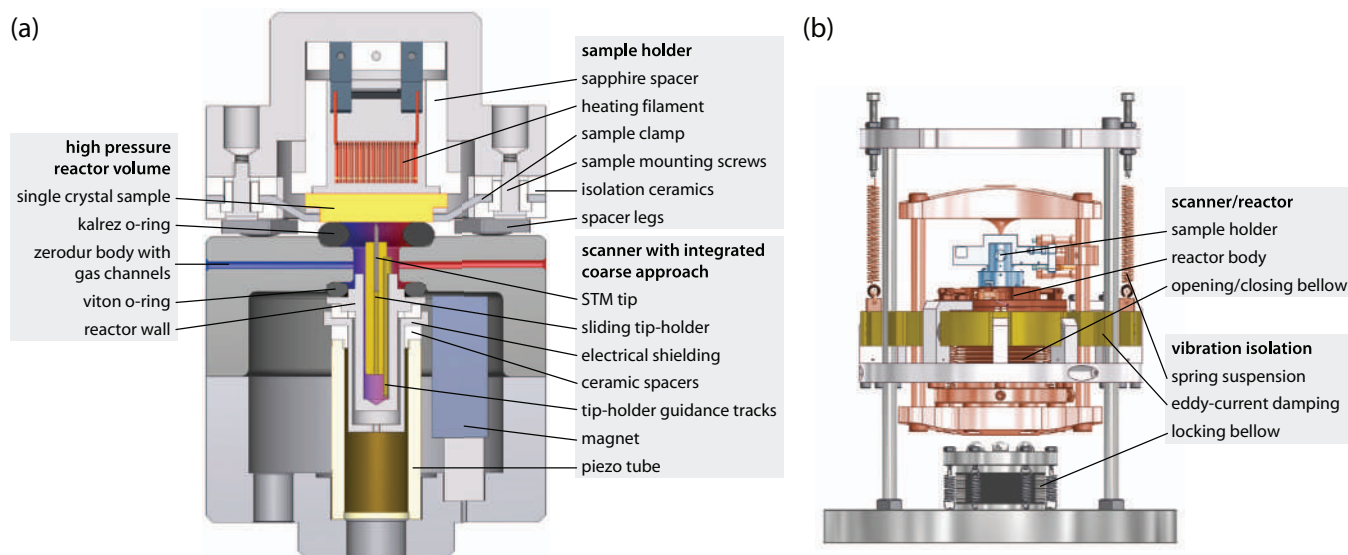 (a)
high pressure
reactor volume
single crystal sample
kalrez o-ring
zerodur body with
gas channels
viton o-ring
reactor wall
sample holder
sapphire spacer
heating filament
sample clamp
sample mounting screws
isolation ceramics
spacer legs
scanner with integrated
coarse approach
STM tip
sliding tip-holder
electrical shielding
ceramic spacers
tip-holder guidance tracks
magnet
piezo tube
(b)
scanner/reactor
sample holder
reactor body
opening/closing bellow
vibration isolation
spring suspension
eddy-current damping
locking bellow